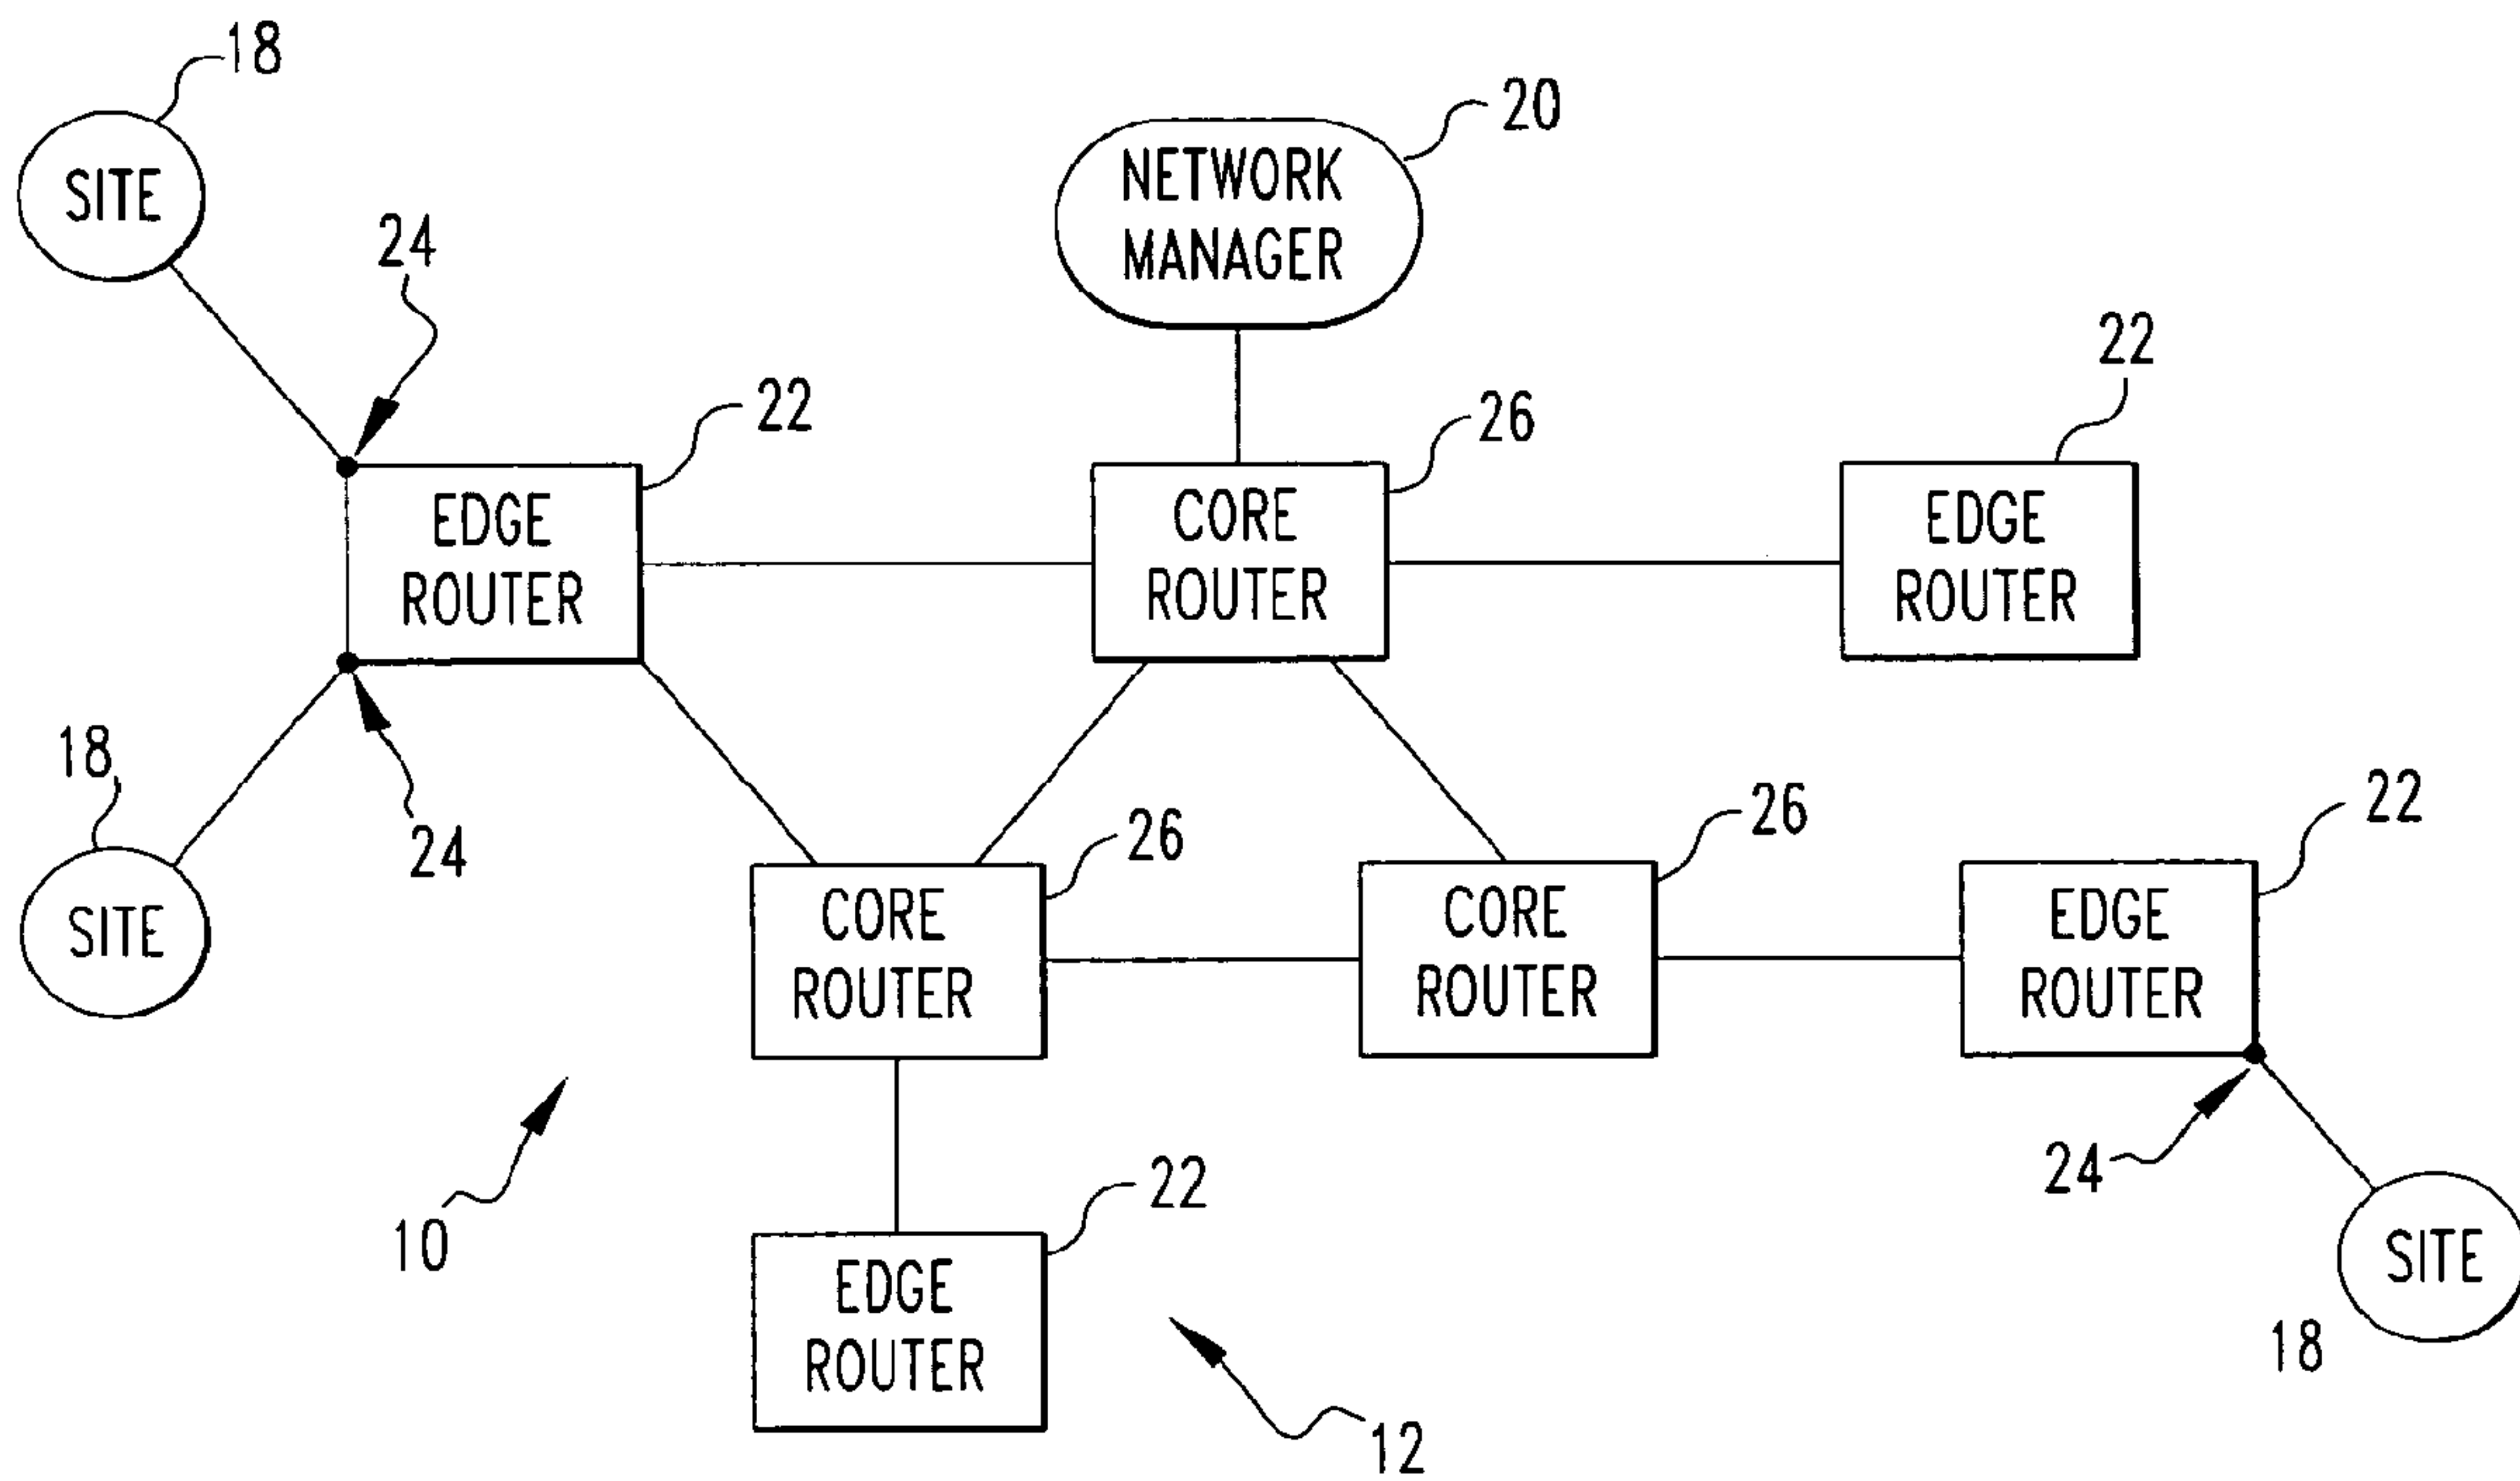 18
SITE
20
NETWORK
MANAGER
24
22
22
26
EDGE
ROUTER
CORE
ROUTER
EDGE
ROUTER
18
24
SITE
26
26
22
CORE
ROUTER
CORE
ROUTER
EDGE
ROUTER
10
22
24
18
SITE
EDGE
ROUTER
12